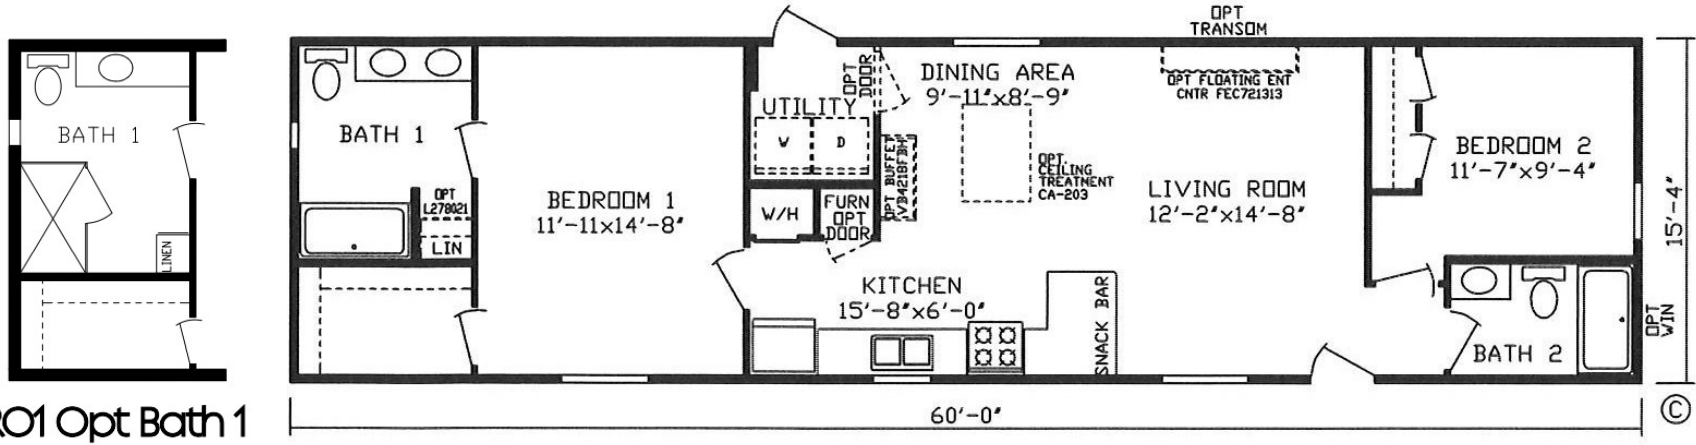 BATH 1
LINEN
RO1 Opt Bath 1
BATH 1
OPT
L278021
LIN
BEDROOM 1
11'-11x14'-8"
UTILITY
W
D
OPT
DOOR
W/H
FURN
OPT
DOOR
OPT BUFFET
VB4218FBH
DINING AREA
9'-11"x8'-9"
OPT.
CEILING
TREATMENT
CA-203
KITCHEN
15'-8"x6'-0"
SNACK BAR
OPT
TRANSOM
OPT FLOATING ENT
CNTR FEC721313
LIVING ROOM
12'-2"x14'-8"
BEDROOM 2
11'-7"x9'-4"
BATH 2
OPT
WIN
15'-4"
60'-0"
©